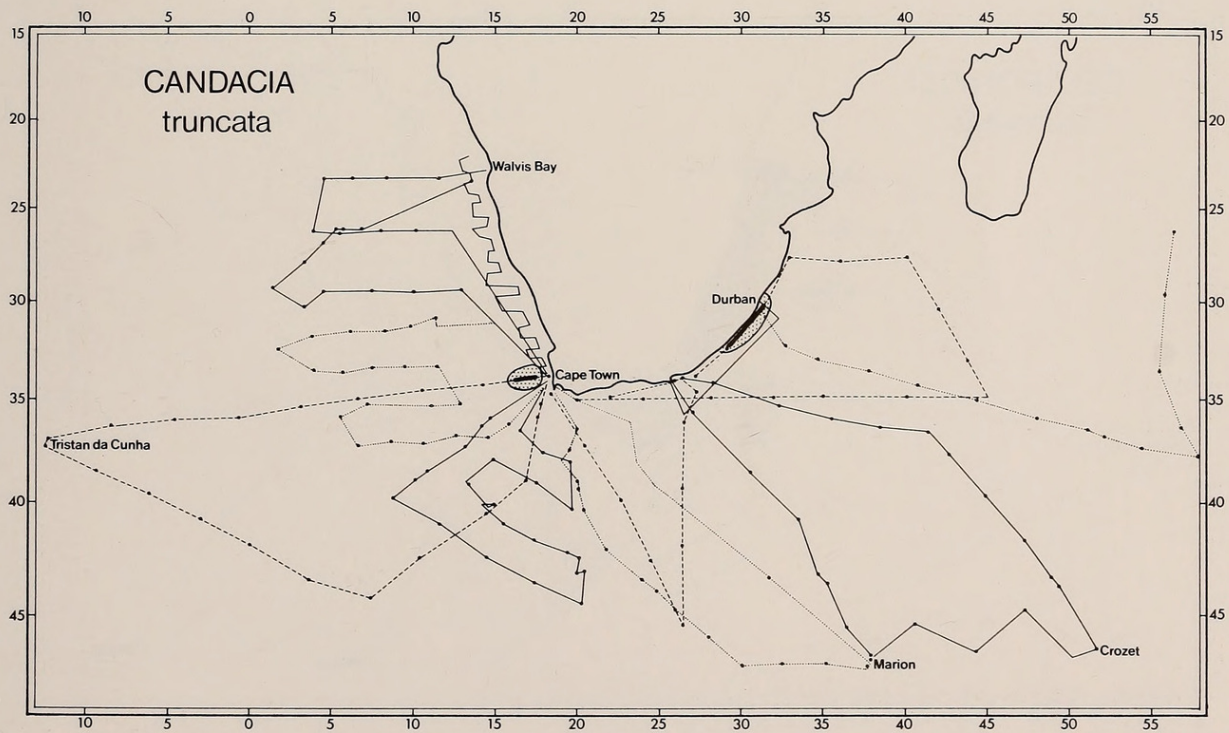 10 5 0 5 10 15 20 25 30 35 40 45 50 55
15 15
CANDACIA
truncata
20 20
Walvis Bay
25 25
Durban
30 30
Cape Town
35 35
Tristan da Cunha
40 40
45 45
Crozet
Marion
10 5 0 5 10 15 20 25 30 35 40 45 50 55